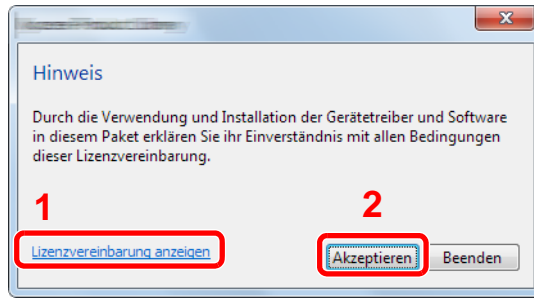 Hinweis
Durch die Verwendung und Installation der Gerätetreiber und Software
in diesem Paket erklären Sie ihr Einverständnis mit allen Bedingungen
dieser Lizenzvereinbarung.
1
2
Lizenzvereinbarung anzeigen
Akzeptieren
Beenden